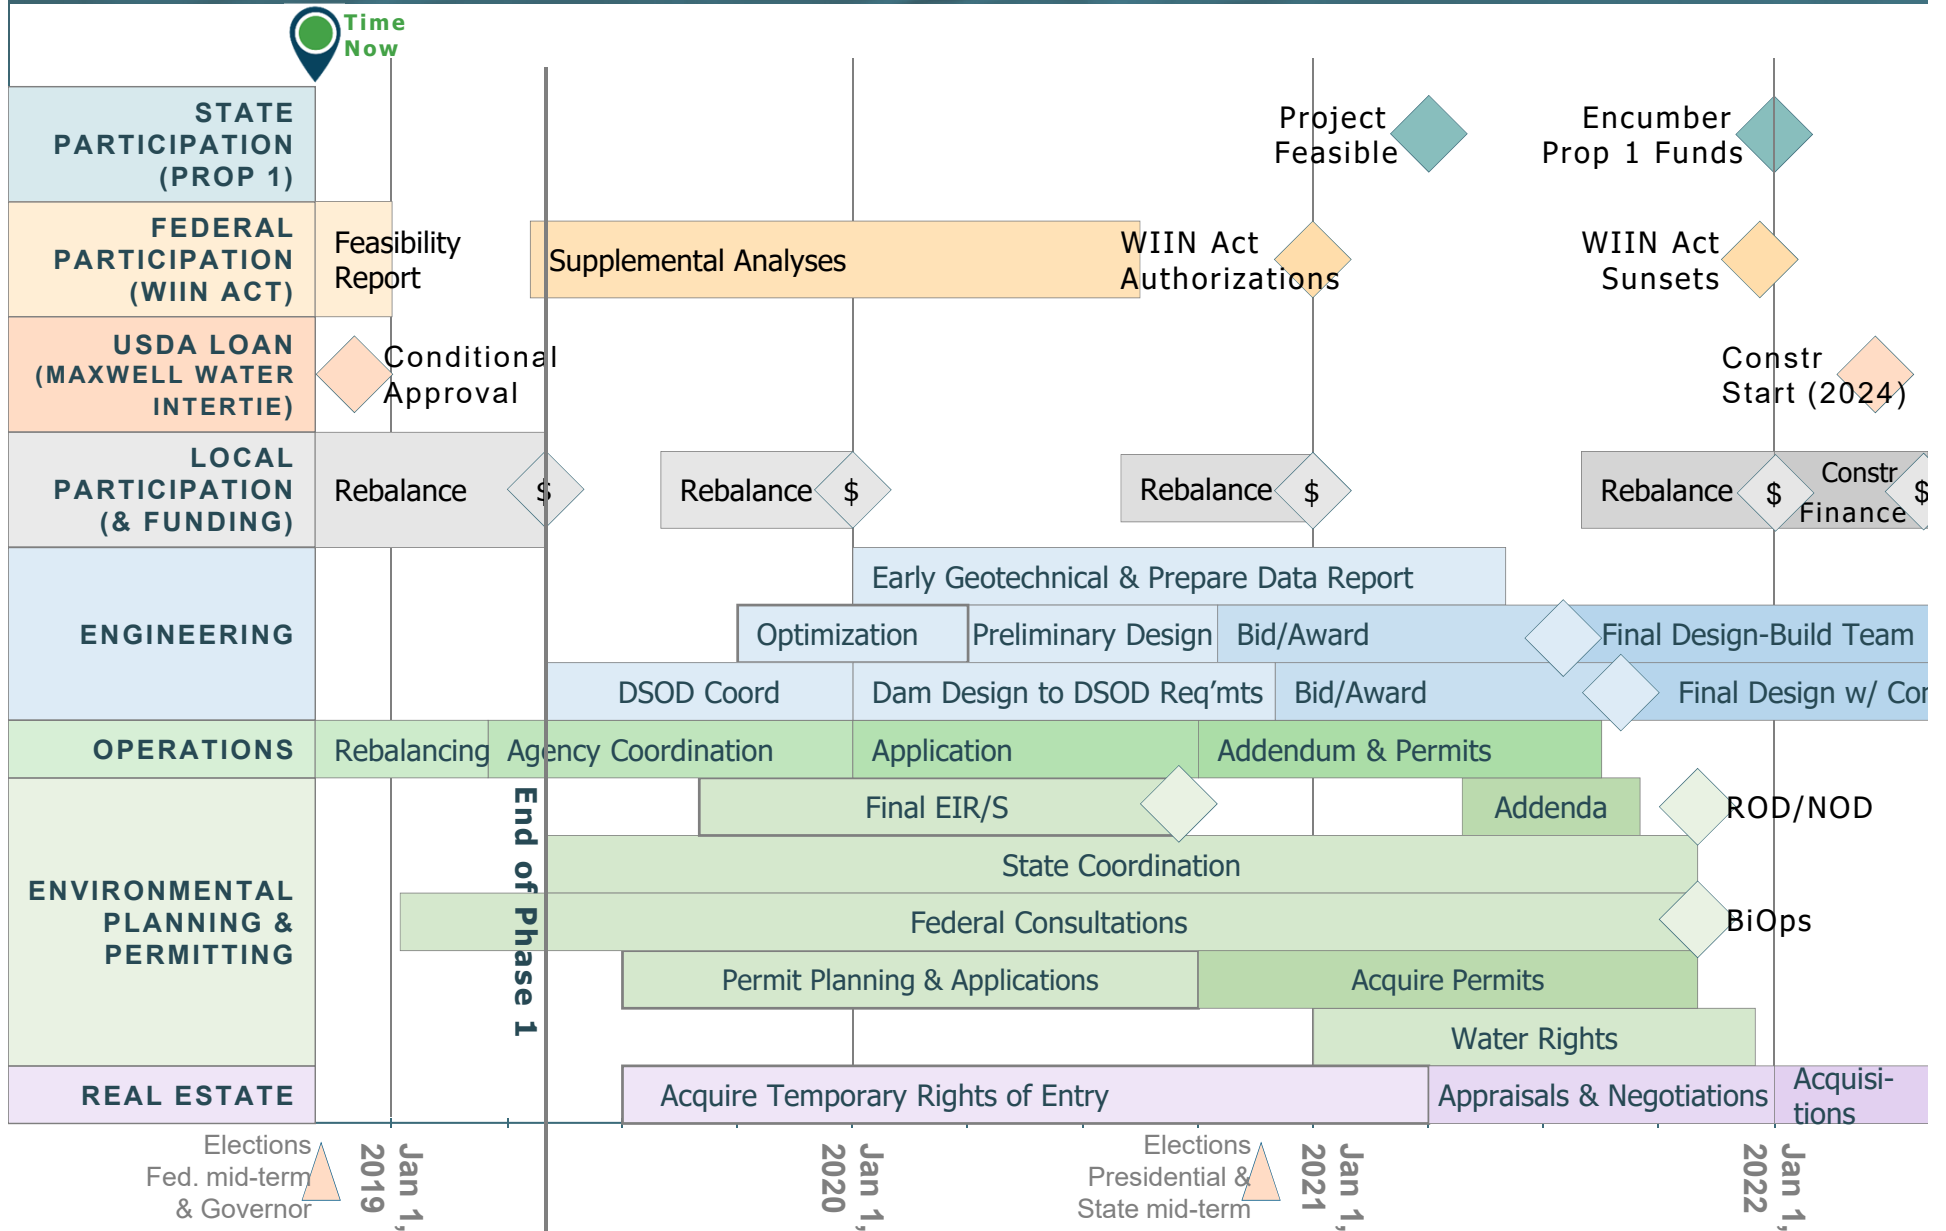 Time
Now
STATE
PARTICIPATION
(PROP 1)
Project
Feasible
Encumber
Prop 1 Funds
FEDERAL
PARTICIPATION
(WIIN ACT)
Feasibility
Report
Supplemental Analyses
WIIN Act
Authorizations
WIIN Act
Sunsets
USDA LOAN
(MAXWELL WATER
INTERTIE)
Conditional
Approval
Constr
Start (2024)
LOCAL
PARTICIPATION
(& FUNDING)
Rebalance
$
Rebalance
$
Rebalance
$
Rebalance
$
Constr
Finance
$
ENGINEERING
Early Geotechnical & Prepare Data Report
Optimization
Preliminary Design
Bid/Award
Final Design-Build Team
DSOD Coord
Dam Design to DSOD Req’mts
Bid/Award
Final Design w/ Con
OPERATIONS
Rebalancing
Agency Coordination
Application
Addendum & Permits
End of Phase 1
ENVIRONMENTAL
PLANNING &
PERMITTING
Final EIR/S
Addenda
ROD/NOD
State Coordination
Federal Consultations
BiOps
Permit Planning & Applications
Acquire Permits
Water Rights
REAL ESTATE
Acquire Temporary Rights of Entry
Appraisals & Negotiations
Acquisi-
tions
Elections
Fed. mid-term
& Governor
Jan 1,
2019
Jan 1,
2020
Elections
Presidential &
State mid-term
Jan 1,
2021
Jan 1,
2022